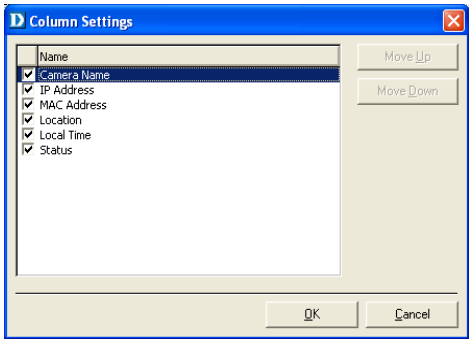 D Column Settings
Name
Move Up
Camera Name
IP Address
Move Down
MAC Address
Location
Local Time
Status
OK
Cancel